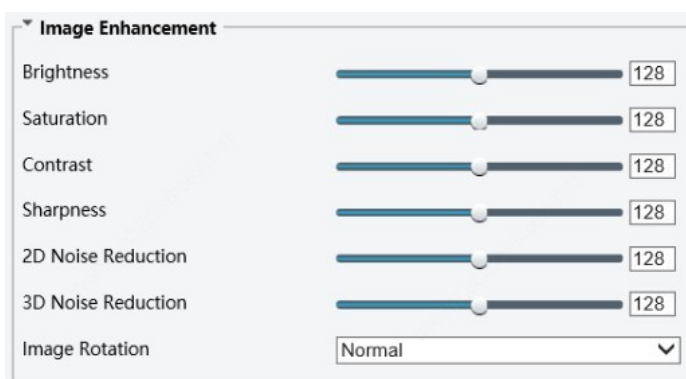 Image Enhancement
Brightness 128
Saturation 128
Contrast 128
Sharpness 128
2D Noise Reduction 128
3D Noise Reduction 128
Image Rotation Normal